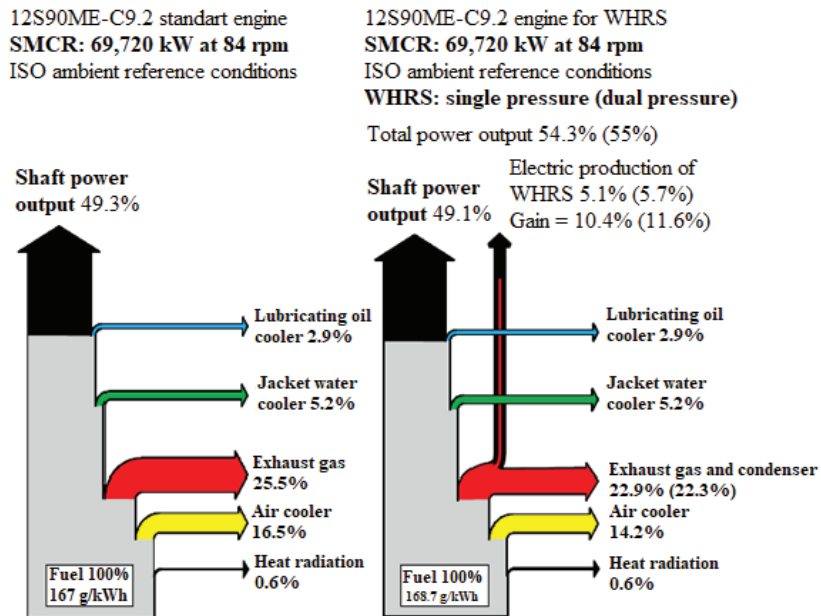 12S90ME-C9.2 standart engine
SMCR: 69,720 kW at 84 rpm
ISO ambient reference conditions
Shaft power
output 49.3%
Lubricating oil
cooler 2.9%
Jacket water
cooler 5.2%
Exhaust gas
25.5%
Air cooler
16.5%
Heat radiation
0.6%
Fuel 100%
167 g/kWh
12S90ME-C9.2 engine for WHRS
SMCR: 69,720 kW at 84 rpm
ISO ambient reference conditions
WHRS: single pressure (dual pressure)
Total power output 54.3% (55%)
Shaft power
output 49.1%
Electric production of
WHRS 5.1% (5.7%)
Gain = 10.4% (11.6%)
Lubricating oil
cooler 2.9%
Jacket water
cooler 5.2%
Exhaust gas and condenser
22.9% (22.3%)
Air cooler
14.2%
Heat radiation
0.6%
Fuel 100%
168.7 g/kWh